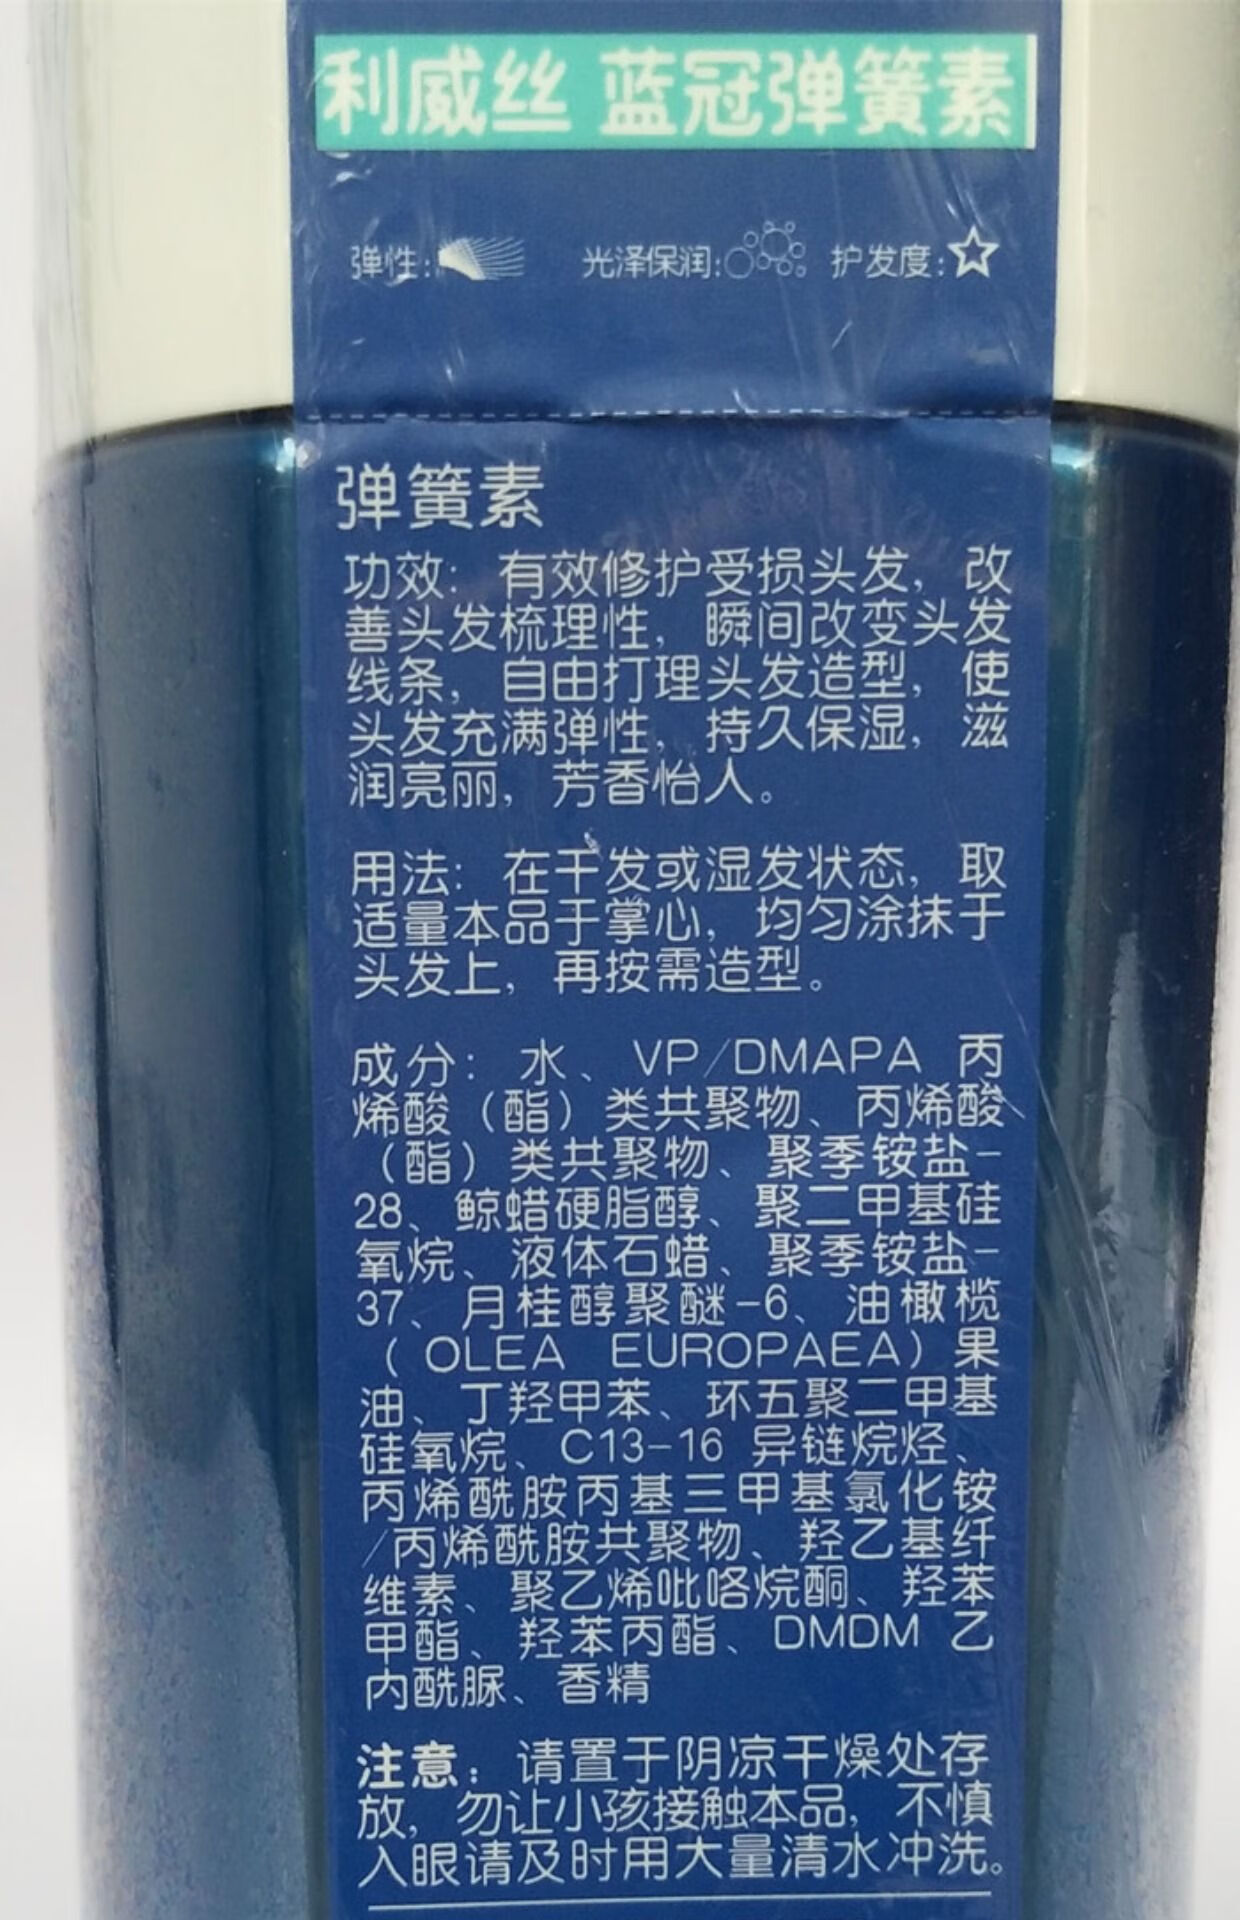 利威丝 蓝冠弹簧素
弹性: 光泽保润: 护发度:
弹簧素
功效：有效修护受损头发，改
善头发梳理性，瞬间改变头发
线条，自由打理头发造型，使
头发充满弹性，持久保湿，滋
润亮丽，芳香怡人。
用法：在干发或湿发状态，取
适量本品于掌心，均匀涂抹于
头发上，再按需造型。
成分：水、VP/DMAPA 丙
烯酸（酯）类共聚物、丙烯酸
（酯）类共聚物、聚季铵盐-
28、鲸蜡硬脂醇、聚二甲基硅
氧烷、液体石蜡、聚季铵盐-
37、月桂醇聚醚-6、油橄榄
（OLEA EUROPAEA）果
油、丁羟甲苯、环五聚二甲基
硅氧烷、C13-16 异链烷烃、
丙烯酰胺丙基三甲基氯化铵
/丙烯酰胺共聚物、羟乙基纤
维素、聚乙烯吡咯烷酮、羟苯
甲酯、羟苯丙酯、DMDM 乙
内酰脲、香精
注意：请置于阴凉干燥处存
放，勿让小孩接触本品，不慎
入眼请及时用大量清水冲洗。